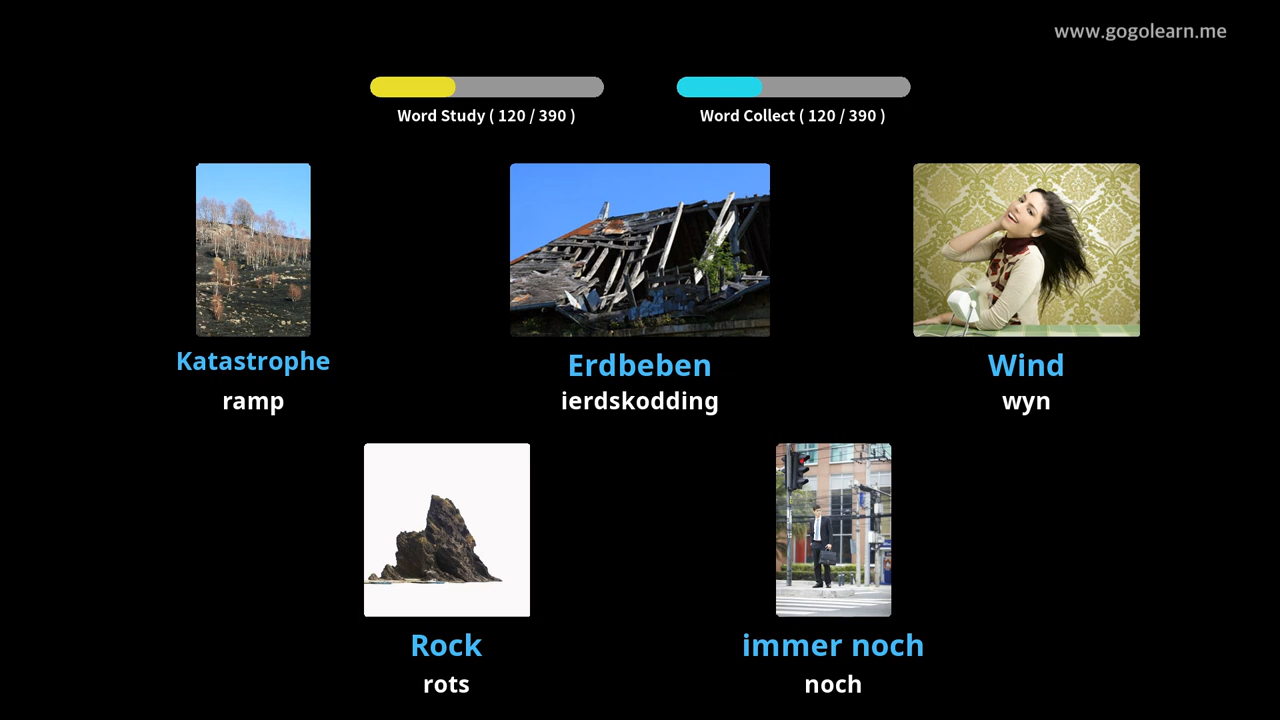 www.gogolearn.me
Word Study ( 120 / 390 )
Word Collect ( 120 / 390 )
Katastrophe
ramp
Erdbeben
ierdskodding
Wind
wyn
Rock
rots
immer noch
noch